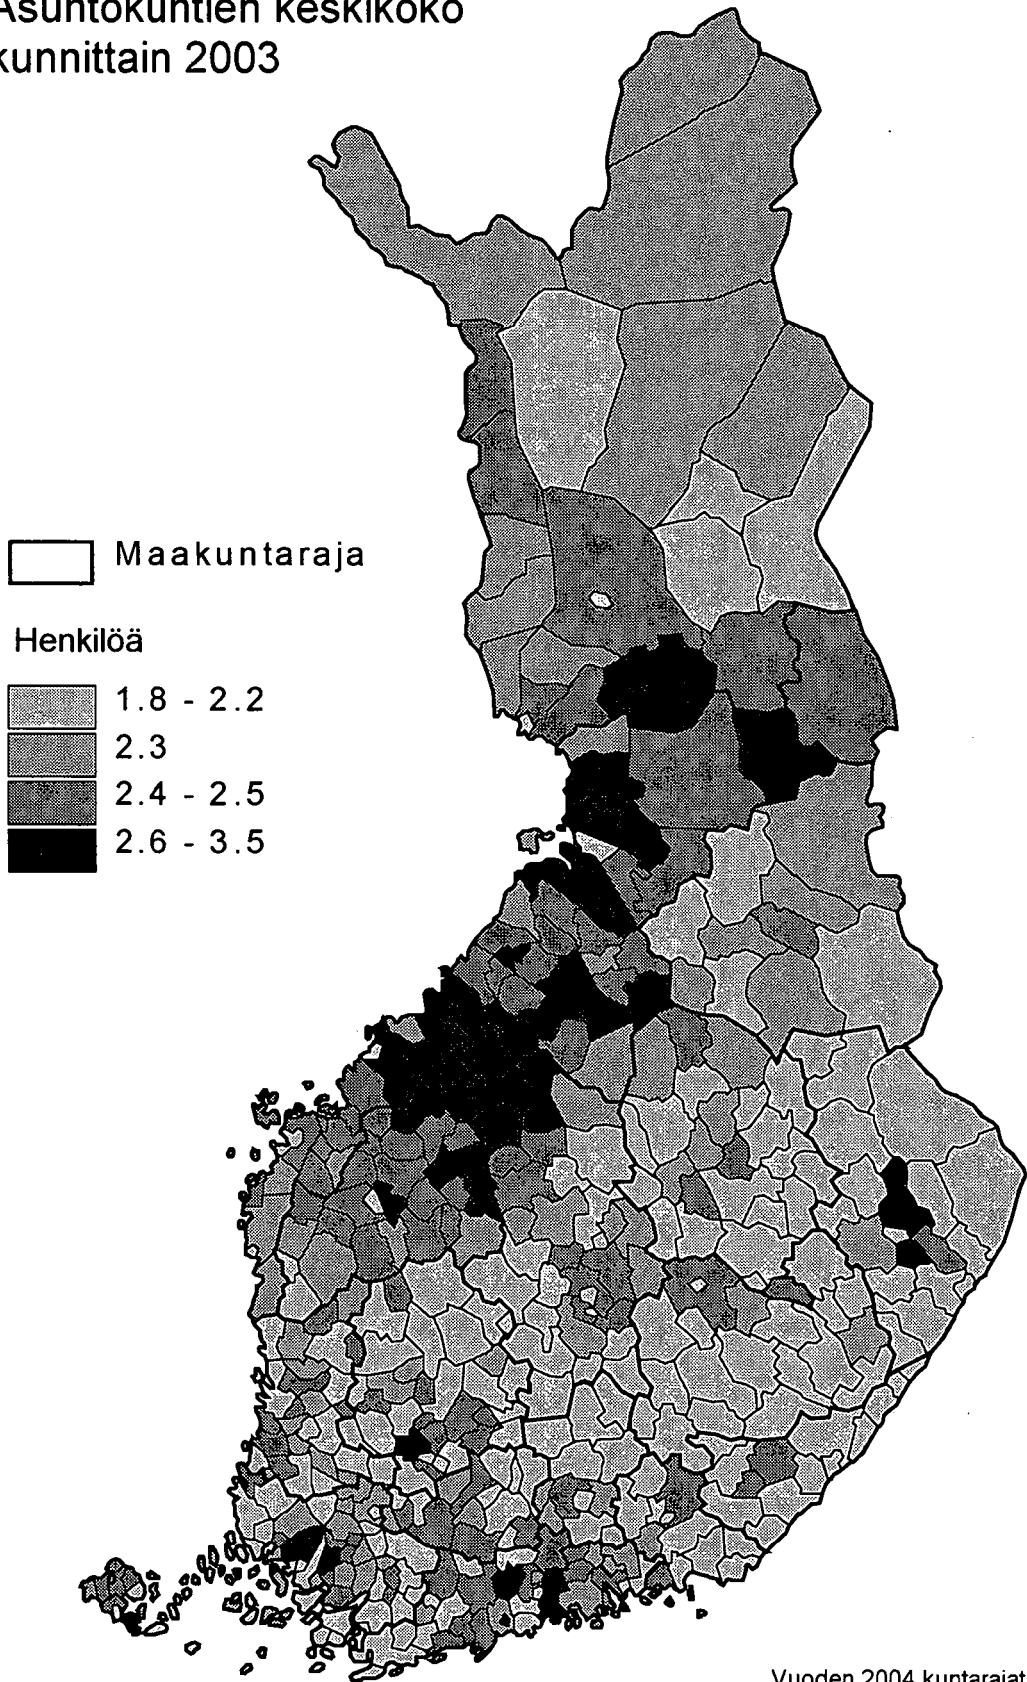 Asuntokuntien keskikoko
kunnittain 2003
Maakuntaraja
Henkilöä
1.8 - 2.2
2.3
2.4 - 2.5
2.6 - 3.5
Vuoden 2004 kuntarajat